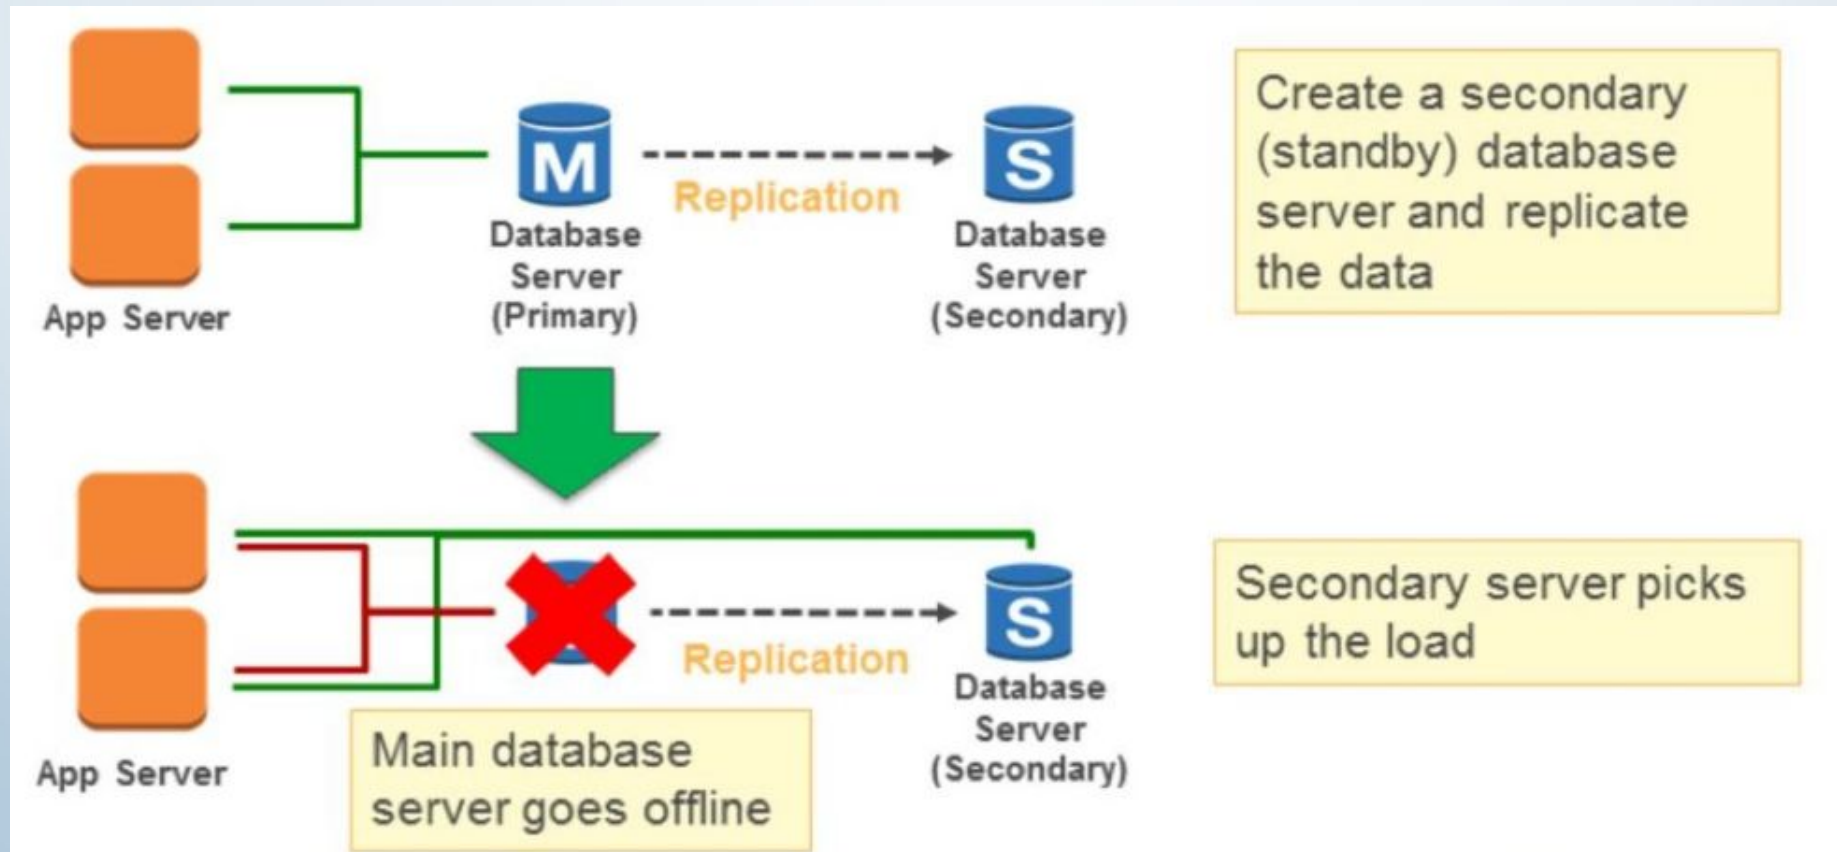 M
S
Replication
Database
Server
(Primary)
Database
Server
(Secondary)
App Server
Create a secondary
(standby) database
server and replicate
the data
S
Replication
Database
Server
(Secondary)
App Server
Main database
server goes offline
Secondary server picks
up the load